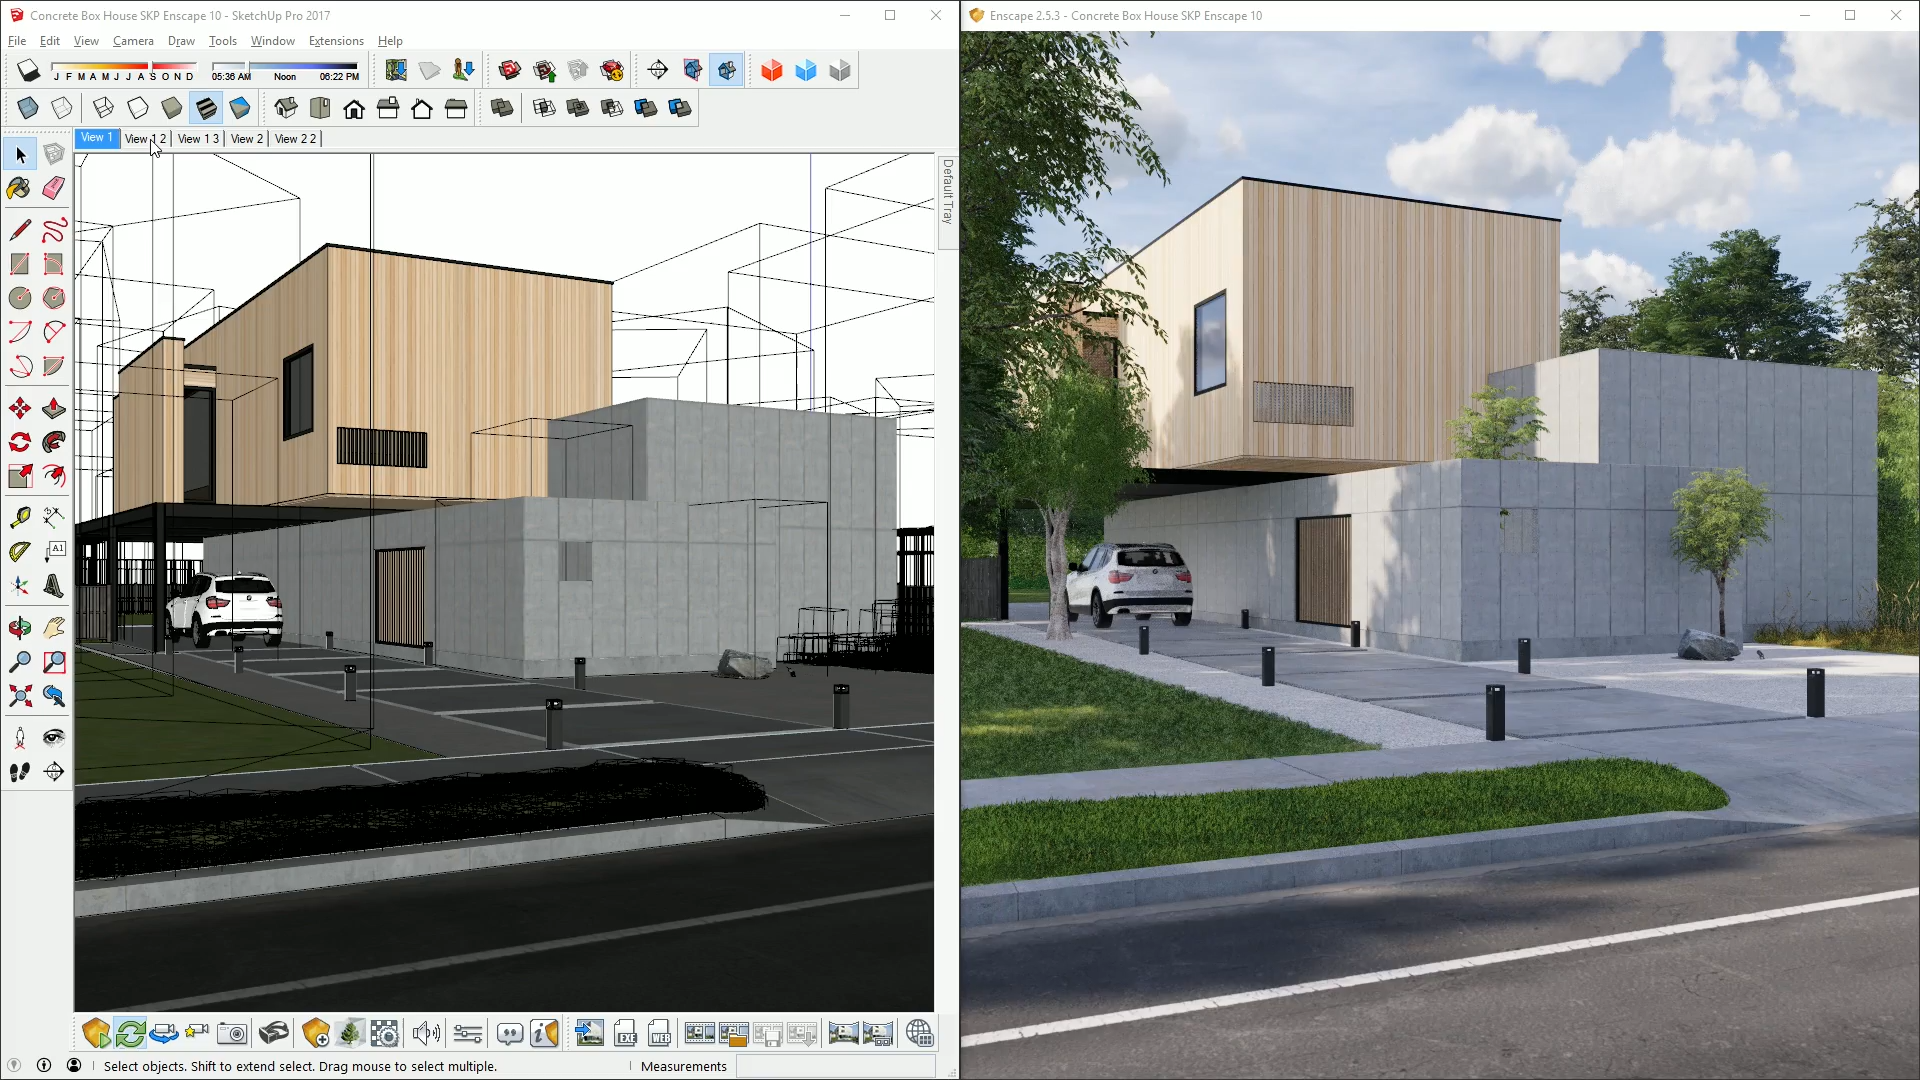 Concrete Box House SKP Enscape 10 - SketchUp Pro 2017
File Edit View Camera Draw Tools Window Extensions Help
J F M A M J J A S O N D
05:36 AM Noon 06:22 PM
View 1 View 1 2 View 1 3 View 2 View 2 2
Default Tray
A1
EXE WEB
Select objects. Shift to extend select. Drag mouse to select multiple.
Measurements
Enscape 2.5.3 - Concrete Box House SKP Enscape 10